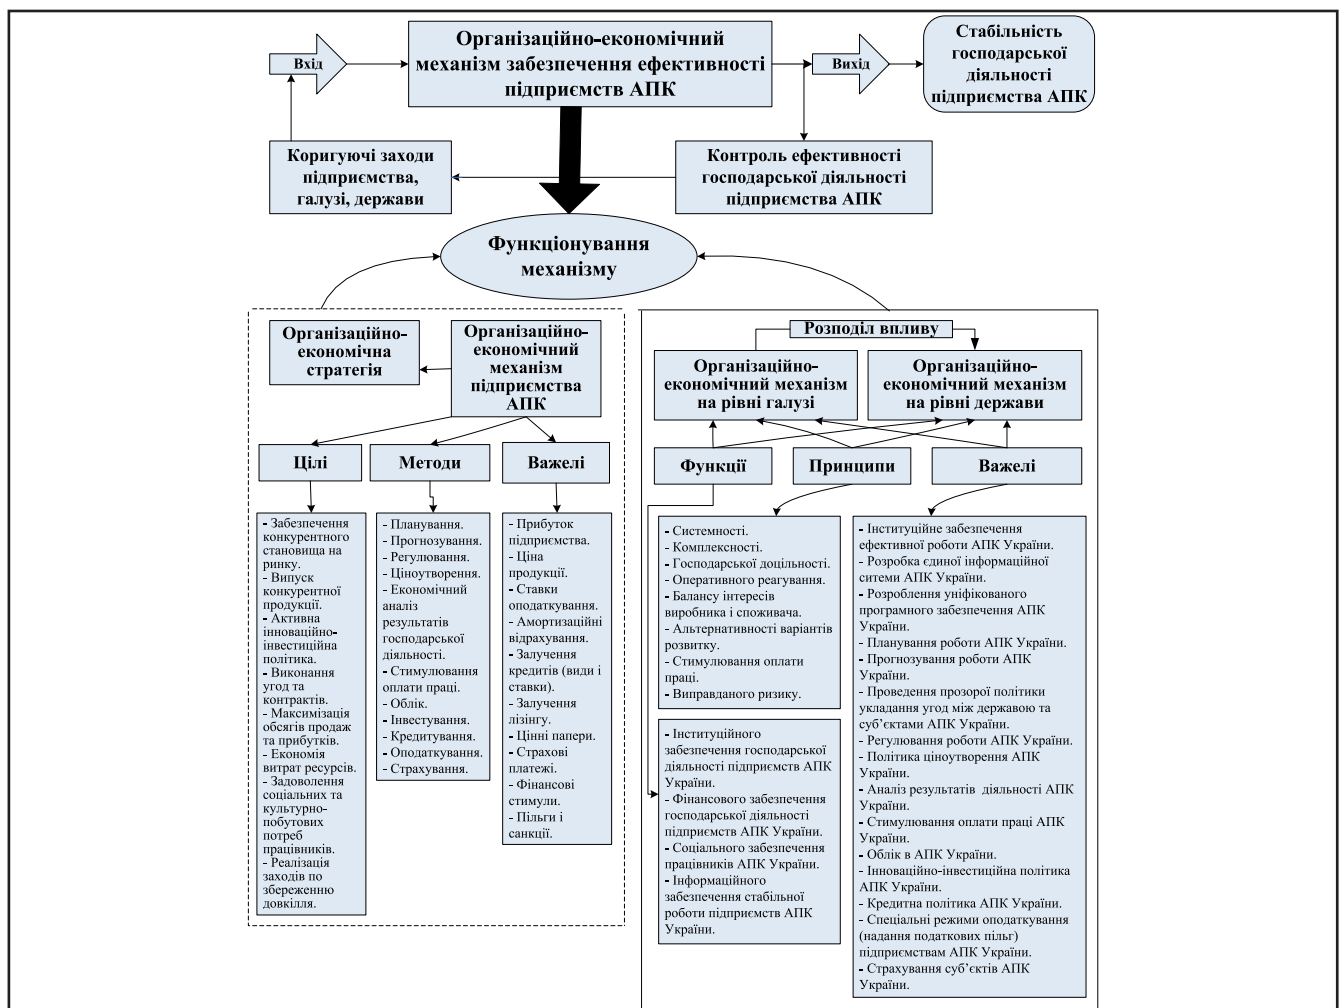 Вхід
Організаційно-економічний
механізм забезпечення ефективності
підприємств АПК
Вихід
Стабільність
господарської
діяльності
підприємства АПК
Коригуючі заходи
підприємства,
галузі, держави
Контроль ефективності
господарської діяльності
підприємства АПК
Функціонування
механізму
Організаційно-
економічна
стратегія
Організаційно-
економічний
механізм
підприємства
АПК
Цілі
Методи
Важелі
- Забезпечення
конкурентного
становища на
ринку.
- Випуск
конкурентної
продукції.
- Активна
інноваційно-
інвестиційна
політика.
- Виконання
угод та
контрактів.
- Максимізація
обсягів продаж
та прибутків.
- Економія
витрат ресурсів.
- Задоволення
соціальних та
культурно-
побутових
потреб
працівників.
- Реалізація
заходів по
збереженню
довкілля.
- Планування.
- Прогнозування.
- Регулювання.
- Ціноутворення.
- Економічний
аналіз
результатів
господарської
діяльності.
- Стимулювання
оплати праці.
- Облік.
- Інвестування.
- Кредитування.
- Оподаткування.
- Страхування.
- Прибуток
підприємства.
- Ціна
продукції.
- Ставки
оподаткування.
- Амортизаційні
відрахування.
- Залучення
кредитів (види і
ставки).
- Залучення
лізінгу.
- Цінні папери.
- Страхові
платежі.
- Фінансові
стимули.
- Пільги і
санкції.
Розподіл впливу
Організаційно-
економічний механізм
на рівні галузі
Організаційно-
економічний механізм
на рівні держави
Функції
Принципи
Важелі
- Системності.
- Комплексності.
- Господарської доцільності.
- Оперативного реагування.
- Балансу інтересів
виробника і споживача.
- Альтернативності варіантів
розвитку.
- Стимулювання оплати
праці.
- Виправданого ризику.
- Інституційного
забезпечення господарської
діяльності підприємств АПК
України.
- Фінансового забезпечення
господарської діяльності
підприємств АПК України.
- Соціального забезпечення
працівників АПК України.
- Інформаційного
забезпечення стабільної
роботи підприємств АПК
України.
- Інституційне забезпечення
ефективної роботи АПК України.
- Розробка єдиної інформаційної
ситеми АПК України.
- Розроблення уніфікованого
програмного забезпечення АПК
України.
- Планування роботи АПК України.
- Прогнозування роботи АПК
України.
- Проведення прозорої політики
укладання угод між державою та
суб’єктами АПК України.
- Регулювання роботи АПК України.
- Політика ціноутворення АПК
України.
- Аналіз результатів діяльності АПК
України.
- Стимулювання оплати праці АПК
України.
- Облік в АПК України.
- Інноваційно-інвестиційна політика
АПК України.
- Кредитна політика АПК України.
- Спеціальні режими оподаткування
(надання податкових пільг)
підприємствам АПК України.
- Страхування суб’єктів АПК
України.